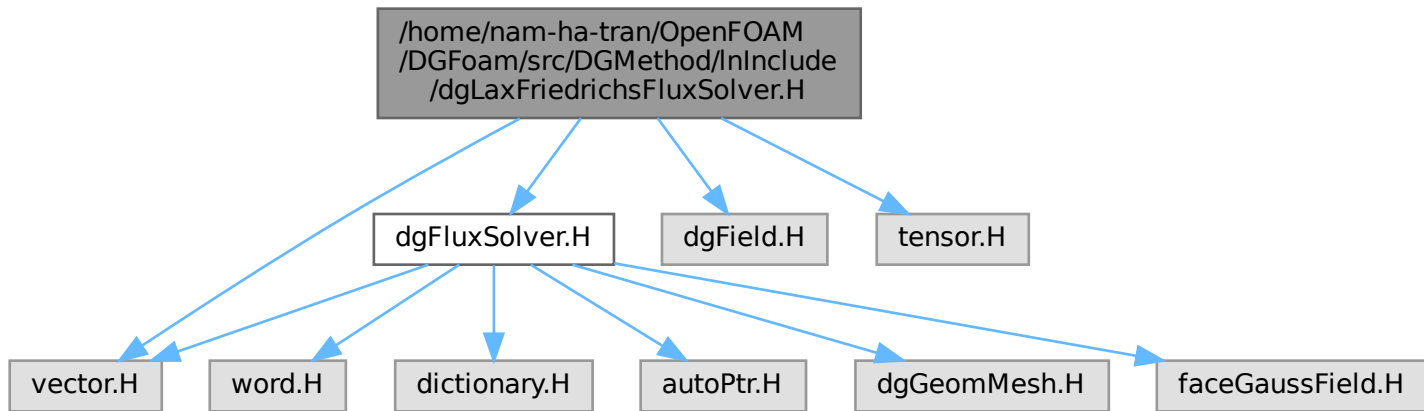 /home/nam-ha-tran/OpenFOAM
/DGFoam/src/DGMethod/lnInclude
/dgLaxFriedrichsFluxSolver.H
dgFluxSolver.H
dgField.H
tensor.H
vector.H
word.H
dictionary.H
autoPtr.H
dgGeomMesh.H
faceGaussField.H